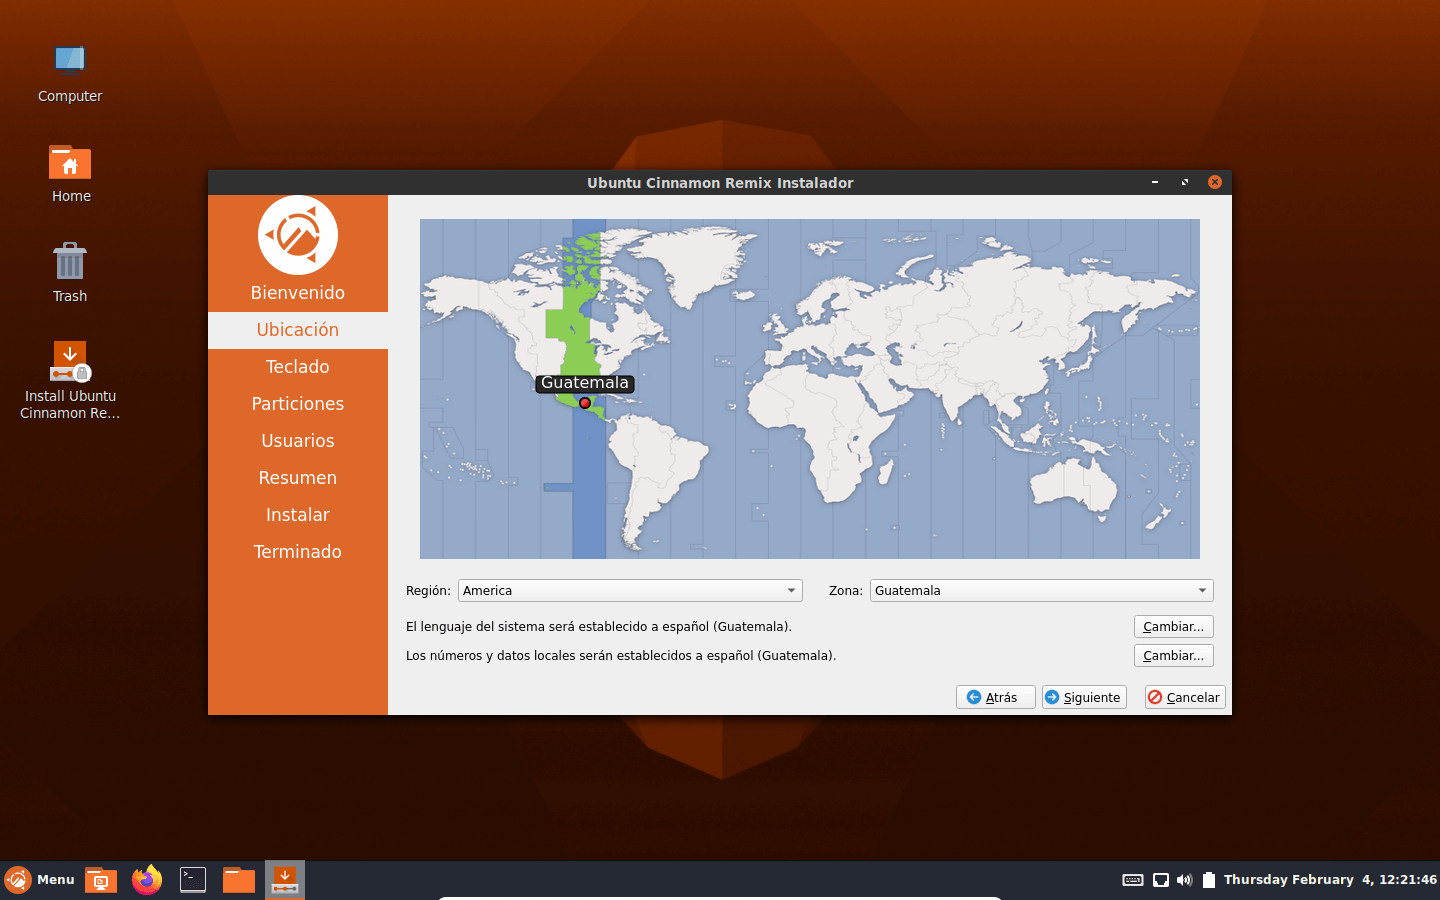 Computer
Home
Trash
Install Ubuntu
Cinnamon Re...
Ubuntu Cinnamon Remix Instalador
Bienvenido
Ubicación
Teclado
Particiones
Usuarios
Resumen
Instalar
Terminado
Guatemala
Región: America Zona: Guatemala
El lenguaje del sistema será establecido a español (Guatemala). Cambiar...
Los números y datos locales serán establecidos a español (Guatemala). Cambiar...
Atrás Siguiente Cancelar
Menu Thursday February 4, 12:21:46